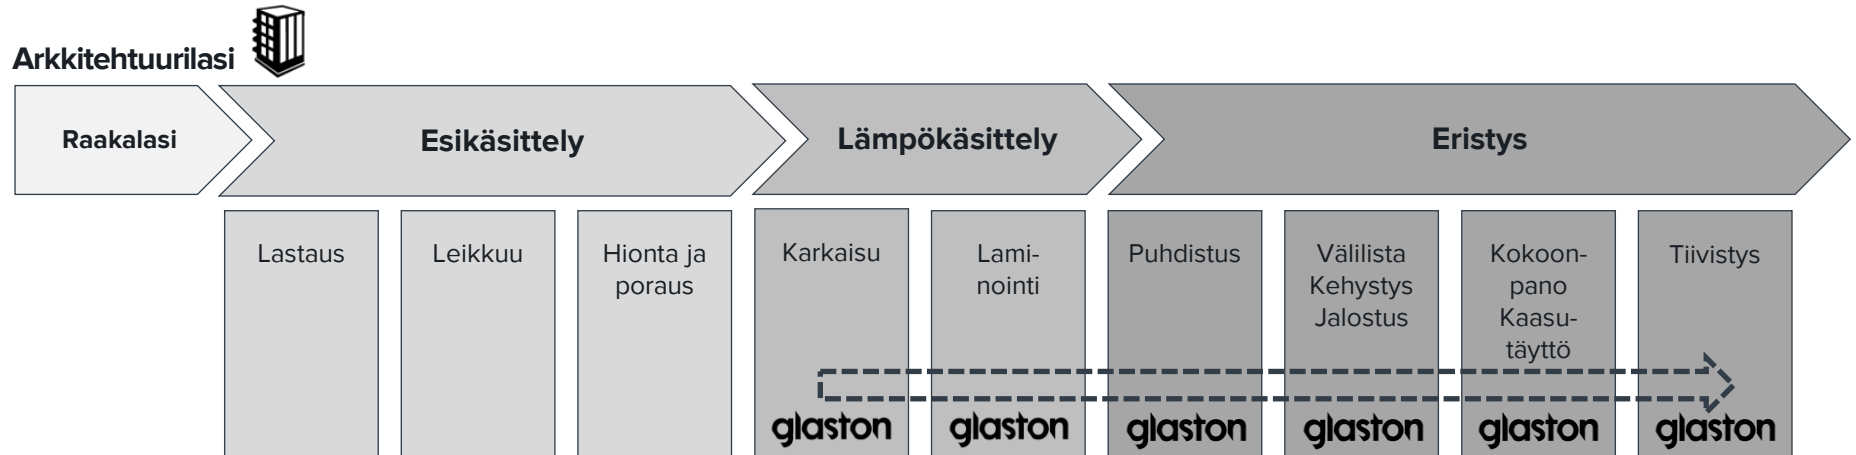 Arkkitehtuurilasi
Raakalasi
Esikäsittely
Lämpökäsittely
Eristys
Lastaus
Leikkuu
Hionta ja
poraus
Karkaisu
Lami-
nointi
Puhdistus
Välilista
Kehystys
Jalostus
Kokoon-
pano
Kaasu-
täyttö
Tiivistys
glaston
glaston
glaston
glaston
glaston
glaston